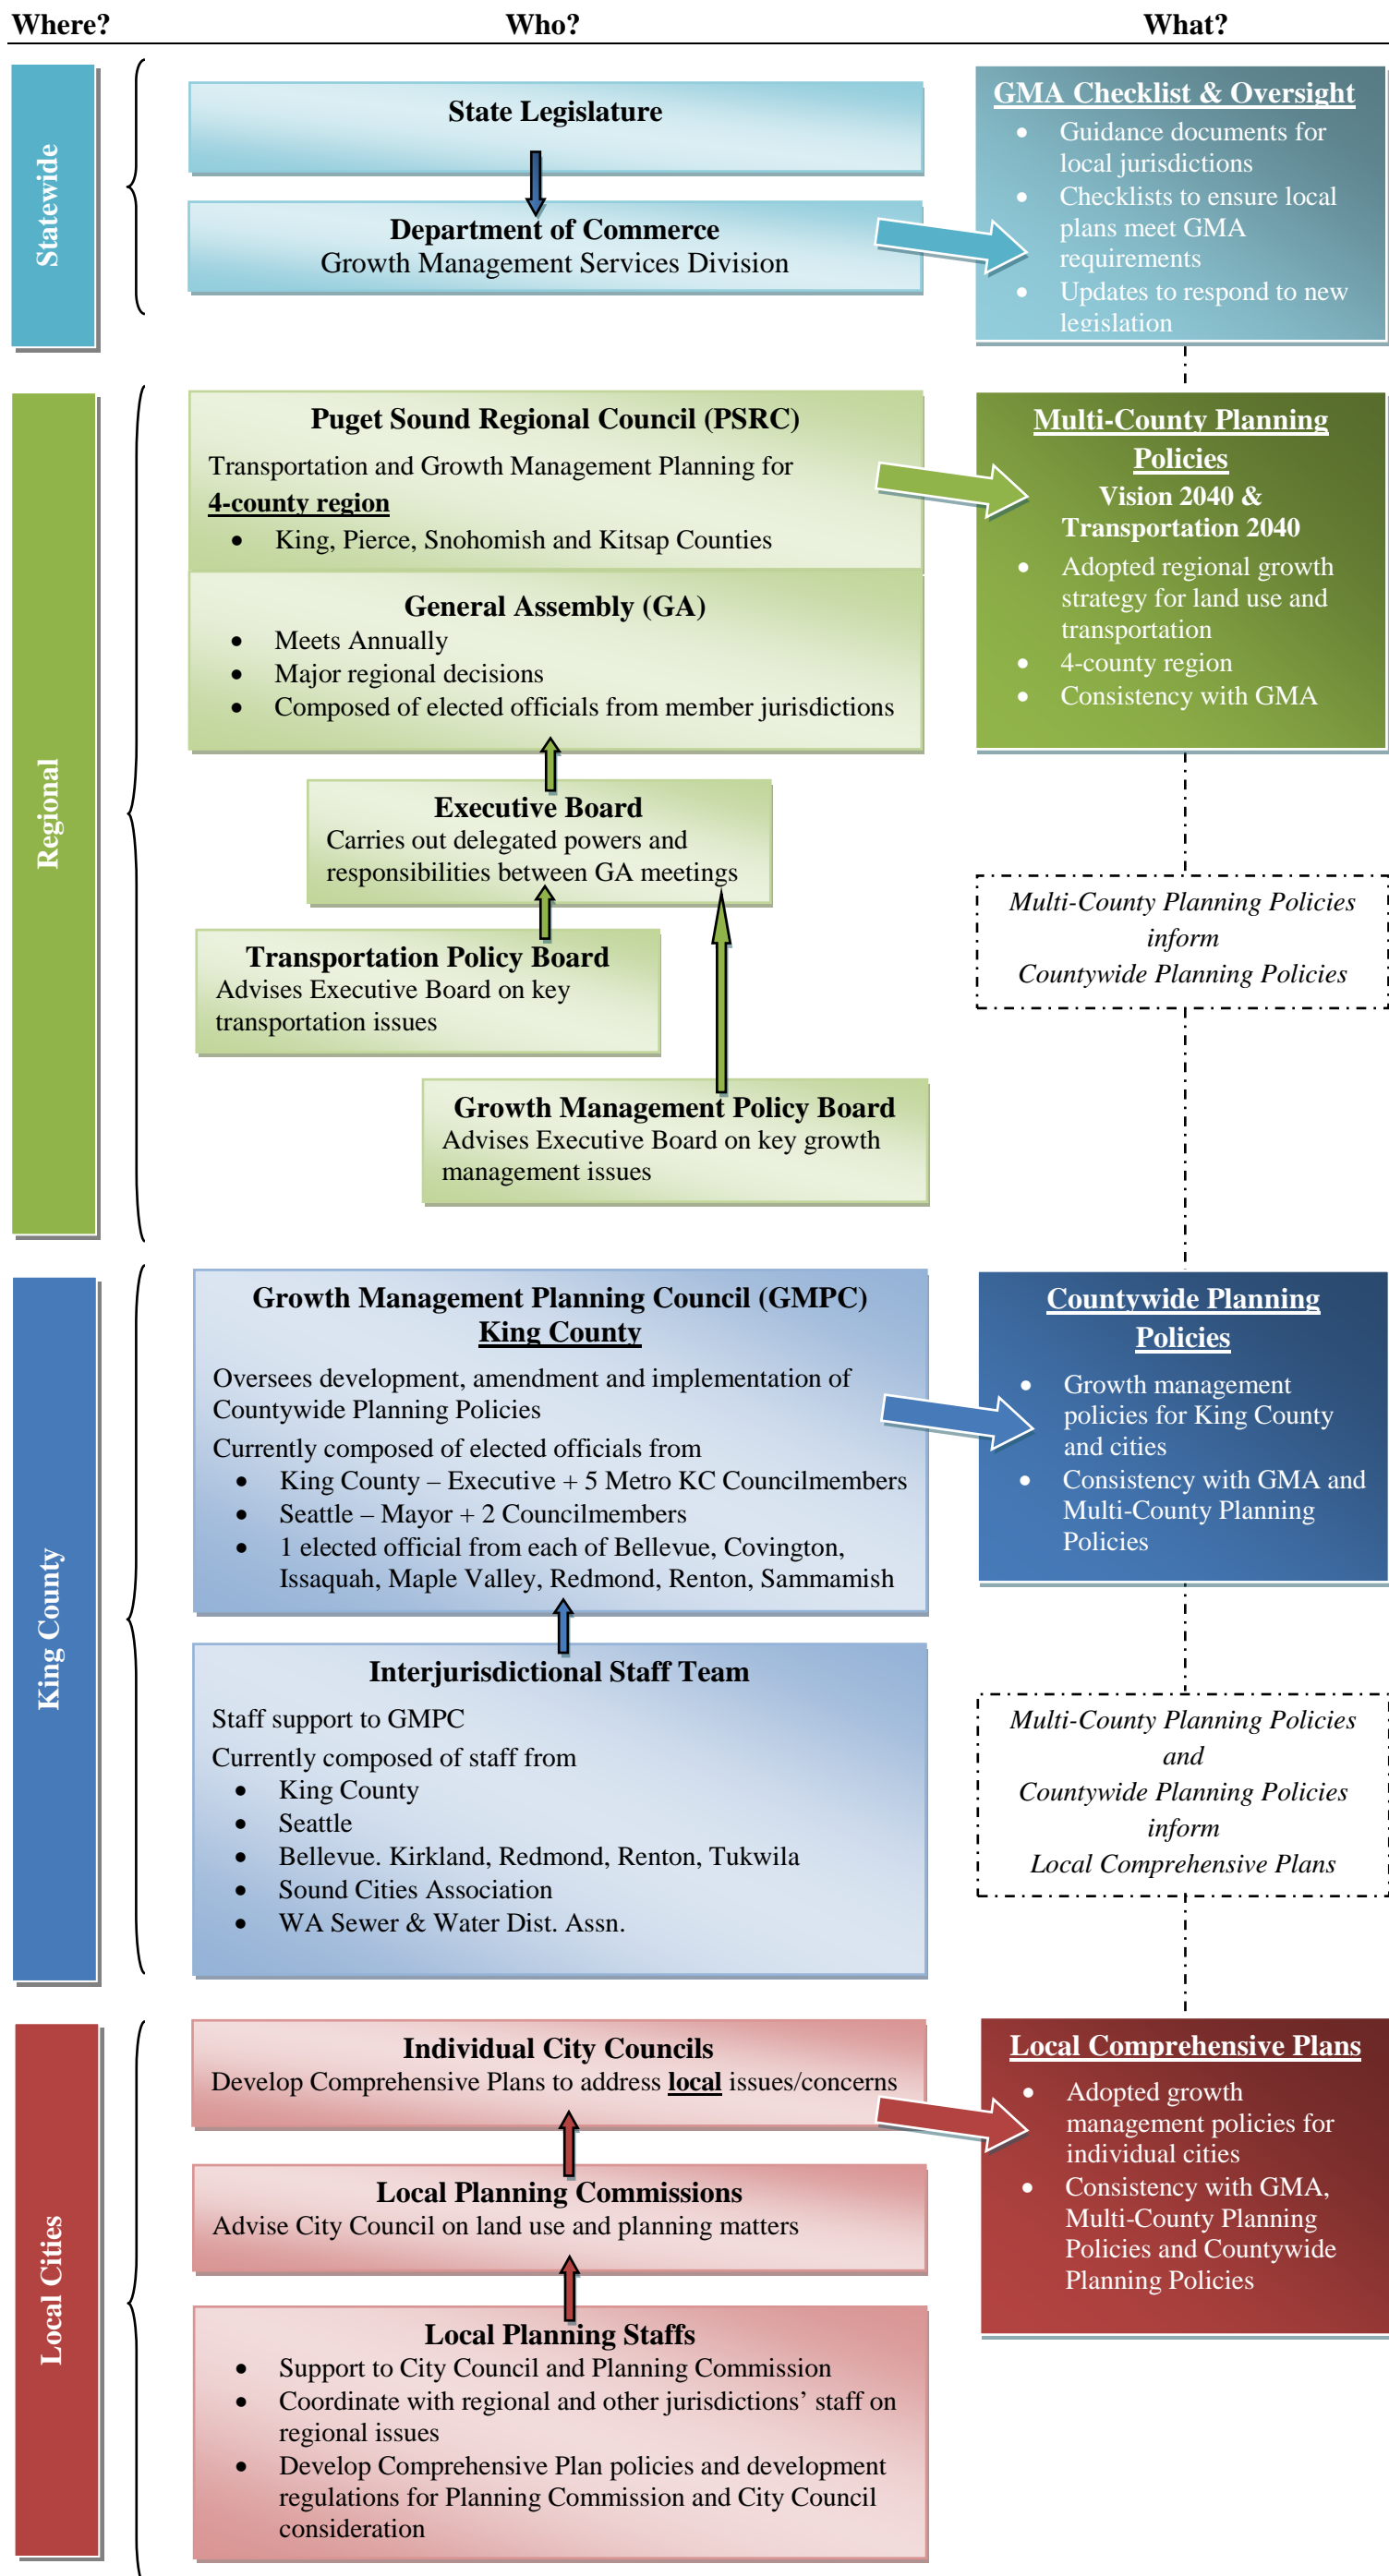 Where?
Who?
What?
Statewide
State Legislature
Department of Commerce
Growth Management Services Division
GMA Checklist & Oversight
• Guidance documents for
local jurisdictions
• Checklists to ensure local
plans meet GMA
requirements
• Updates to respond to new
legislation
Regional
Puget Sound Regional Council (PSRC)
Transportation and Growth Management Planning for
4-county region
• King, Pierce, Snohomish and Kitsap Counties
General Assembly (GA)
• Meets Annually
• Major regional decisions
• Composed of elected officials from member jurisdictions
Executive Board
Carries out delegated powers and
responsibilities between GA meetings
Transportation Policy Board
Advises Executive Board on key
transportation issues
Growth Management Policy Board
Advises Executive Board on key growth
management issues
Multi-County Planning
Policies
Vision 2040 &
Transportation 2040
• Adopted regional growth
strategy for land use and
transportation
• 4-county region
• Consistency with GMA
Multi-County Planning Policies
inform
Countywide Planning Policies
King County
Growth Management Planning Council (GMPC)
King County
Oversees development, amendment and implementation of
Countywide Planning Policies
Currently composed of elected officials from
• King County – Executive + 5 Metro KC Councilmembers
• Seattle – Mayor + 2 Councilmembers
• 1 elected official from each of Bellevue, Covington,
Issaquah, Maple Valley, Redmond, Renton, Sammamish
Interjurisdictional Staff Team
Staff support to GMPC
Currently composed of staff from
• King County
• Seattle
• Bellevue. Kirkland, Redmond, Renton, Tukwila
• Sound Cities Association
• WA Sewer & Water Dist. Assn.
Countywide Planning
Policies
• Growth management
policies for King County
and cities
• Consistency with GMA and
Multi-County Planning
Policies
Multi-County Planning Policies
and
Countywide Planning Policies
inform
Local Comprehensive Plans
Local Cities
Individual City Councils
Develop Comprehensive Plans to address local issues/concerns
Local Planning Commissions
Advise City Council on land use and planning matters
Local Planning Staffs
• Support to City Council and Planning Commission
• Coordinate with regional and other jurisdictions’ staff on
regional issues
• Develop Comprehensive Plan policies and development
regulations for Planning Commission and City Council
consideration
Local Comprehensive Plans
• Adopted growth
management policies for
individual cities
• Consistency with GMA,
Multi-County Planning
Policies and Countywide
Planning Policies